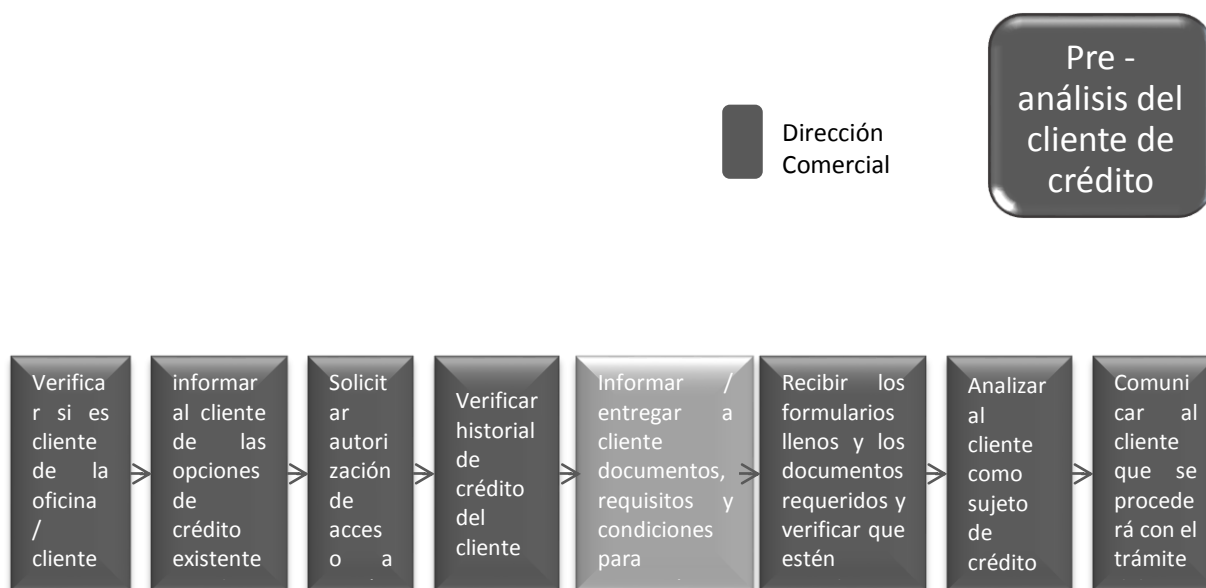 Pre -
análisis del
cliente de
crédito
Dirección
Comercial
Verifica
r si es
cliente
de la
oficina
/
cliente
informar
al cliente
de las
opciones
de
crédito
existente
Solicit
ar
autori
zación
de
acces
o a
Verificar
historial
de
crédito
del
cliente
Informar /
entregar a
cliente
documentos,
requisitos y
condiciones
para
Recibir los
formularios
llenos y los
documentos
requeridos y
verificar que
estén
Analizar
al
cliente
como
sujeto
de
crédito
Comuni
car al
cliente
que se
procede
rá con el
trámite